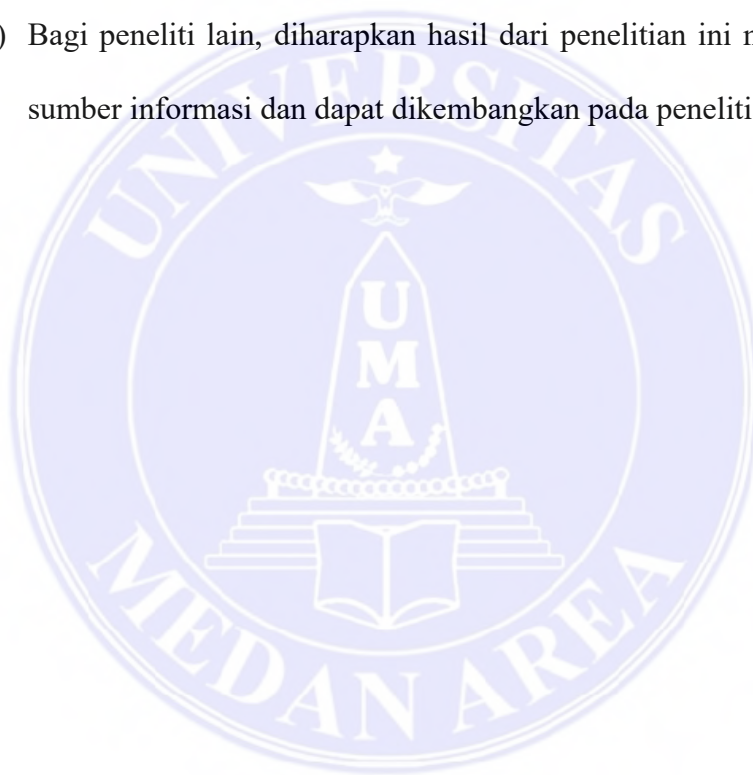 ) Bagi peneliti lain, diharapkan hasil dari penelitian ini
sumber informasi dan dapat dikembangkan pada peneliti
UNIVERSITAS
U
M
A
MEDAN AREA